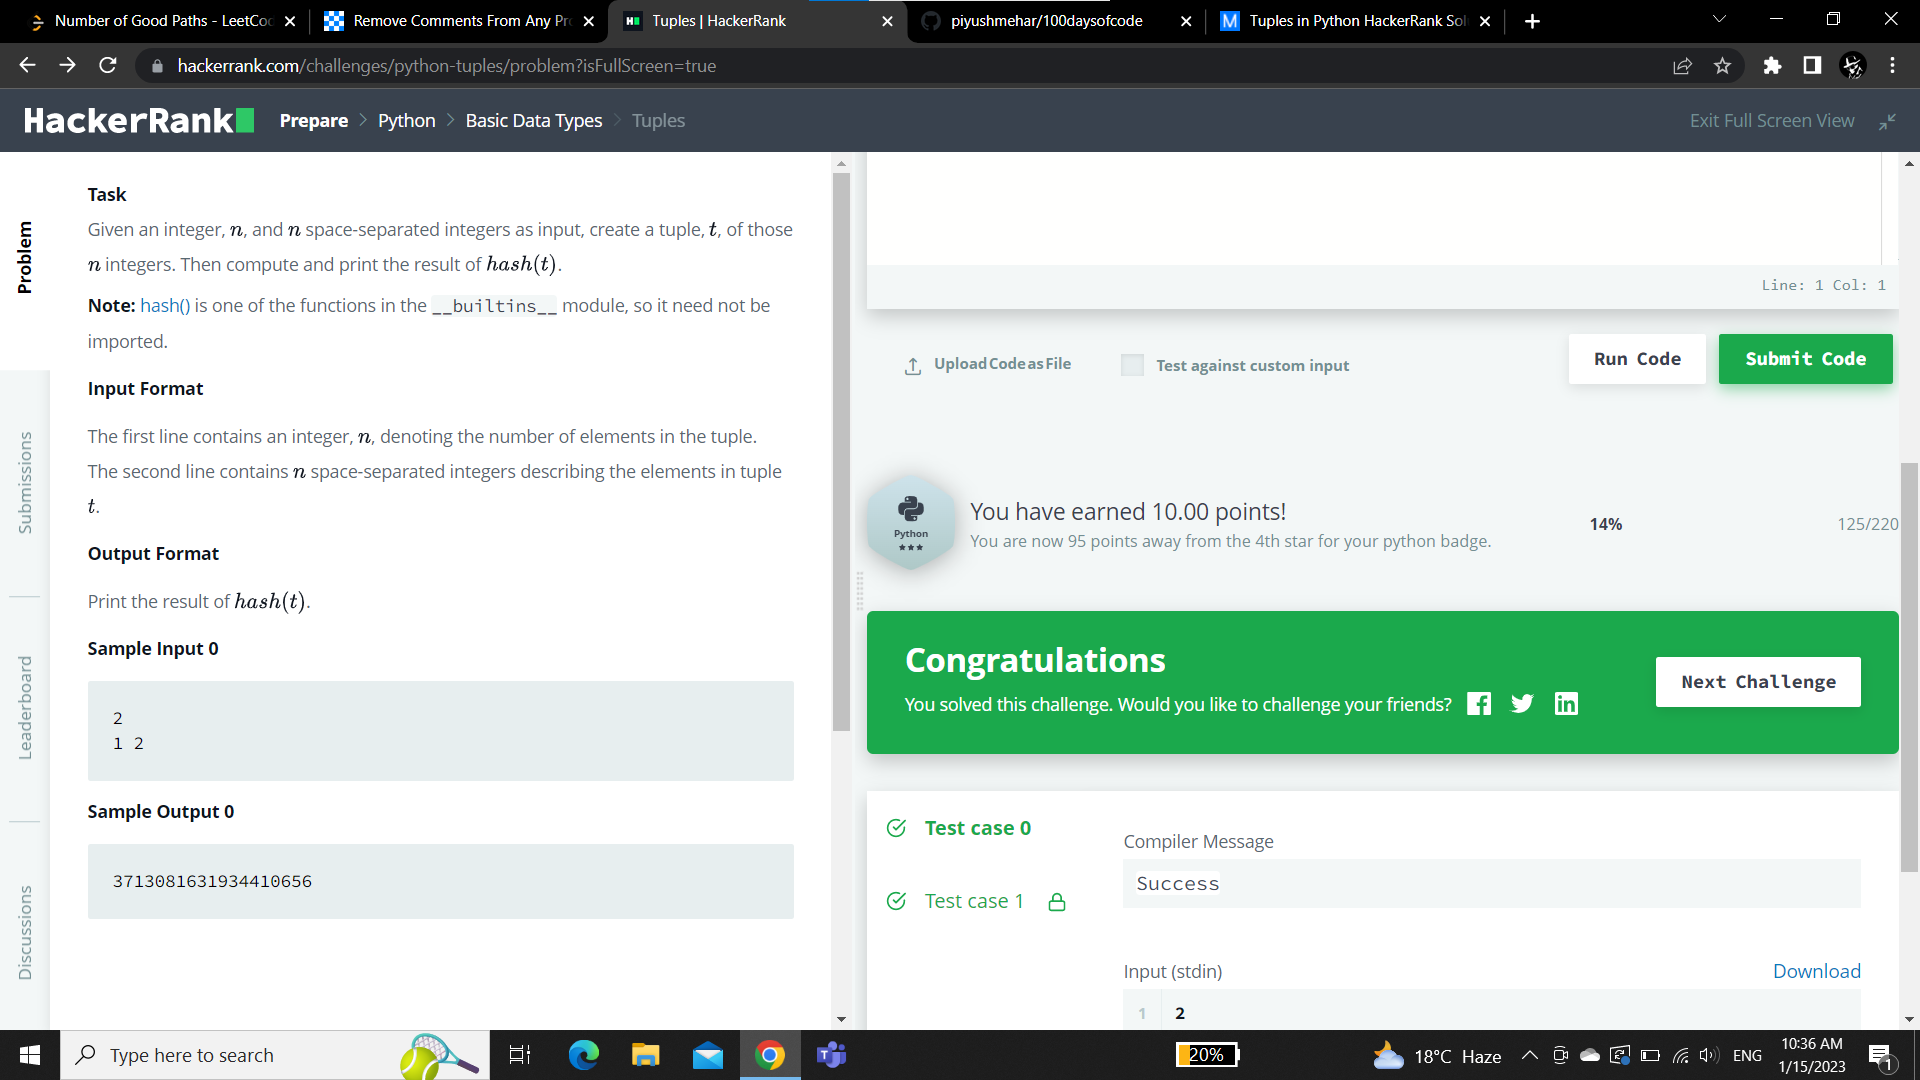 Number of Good Paths - LeetCo
Remove Comments From Any Pr
Tuples | HackerRank
piyushmehar/100daysofcode
Tuples in Python HackerRank Sol
hackerrank.com/challenges/python-tuples/problem?isFullScreen=true
HackerRank
Prepare > Python > Basic Data Types > Tuples
Exit Full Screen View
Problem
Submissions
Leaderboard
Discussions
Task
Given an integer, n, and n space-separated integers as input, create a tuple, t, of those
n integers. Then compute and print the result of hash(t).
Note: hash() is one of the functions in the __builtins__ module, so it need not be
imported.
Input Format
The first line contains an integer, n, denoting the number of elements in the tuple.
The second line contains n space-separated integers describing the elements in tuple
t.
Output Format
Print the result of hash(t).
Sample Input 0
2
1 2
Sample Output 0
3713081631934410656
Line: 1 Col: 1
Upload Code as File
Test against custom input
Run Code
Submit Code
Python
You have earned 10.00 points!
You are now 95 points away from the 4th star for your python badge.
14%
125/220
Congratulations
You solved this challenge. Would you like to challenge your friends?
Next Challenge
Test case 0
Test case 1
Compiler Message
Success
Input (stdin)
Download
1 2
Type here to search
20%
18°C Haze
ENG
10:36 AM
1/15/2023
1